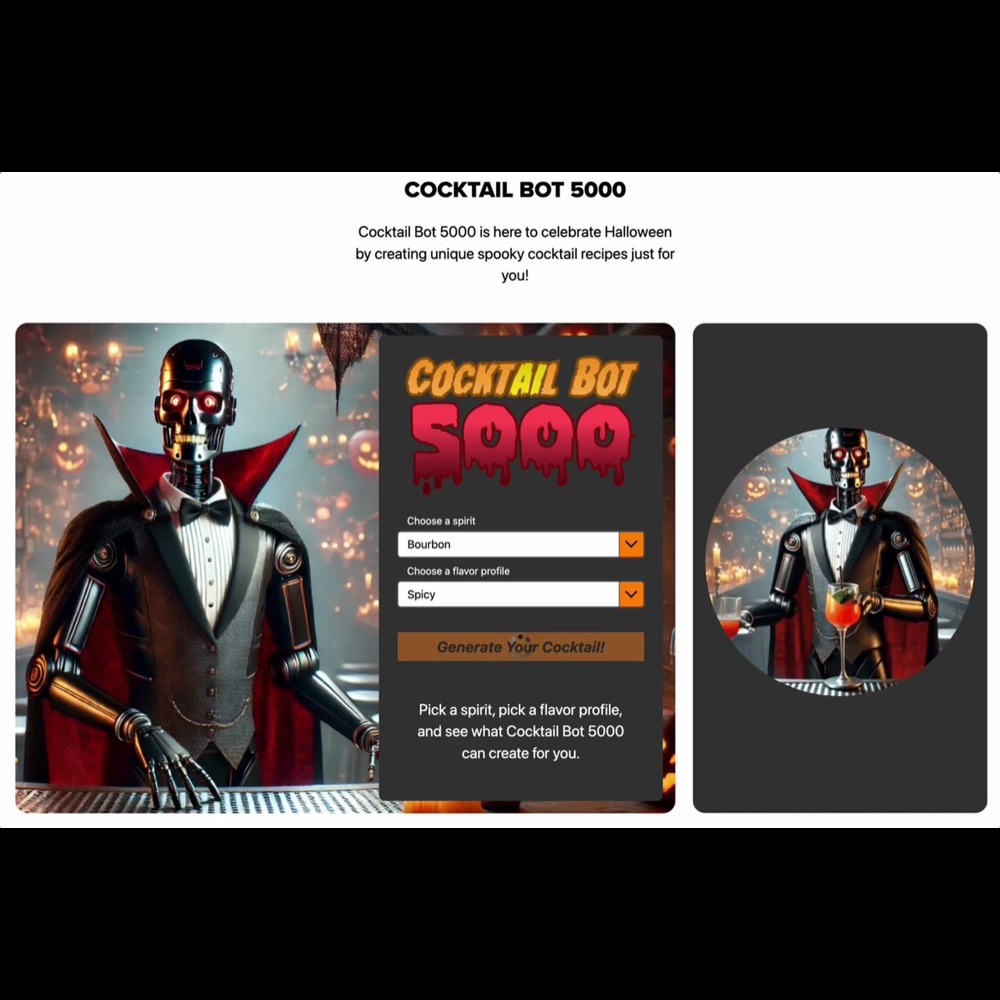 COCKTAIL BOT 5000
Cocktail Bot 5000 is here to celebrate Halloween
by creating unique spooky cocktail recipes just for
you!
COCKTAIL BOT
5000
Choose a spirit
Bourbon
Choose a flavor profile
Spicy
Generate Your Cocktail!
Pick a spirit, pick a flavor profile,
and see what Cocktail Bot 5000
can create for you.